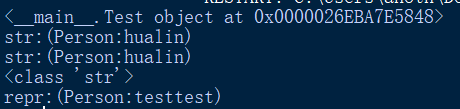 <__main__.Test object at 0x0000026EBA7E5848>
str:(Person:hualin)
str:(Person:hualin)
<class 'str'>
repr:(Person:testtest)